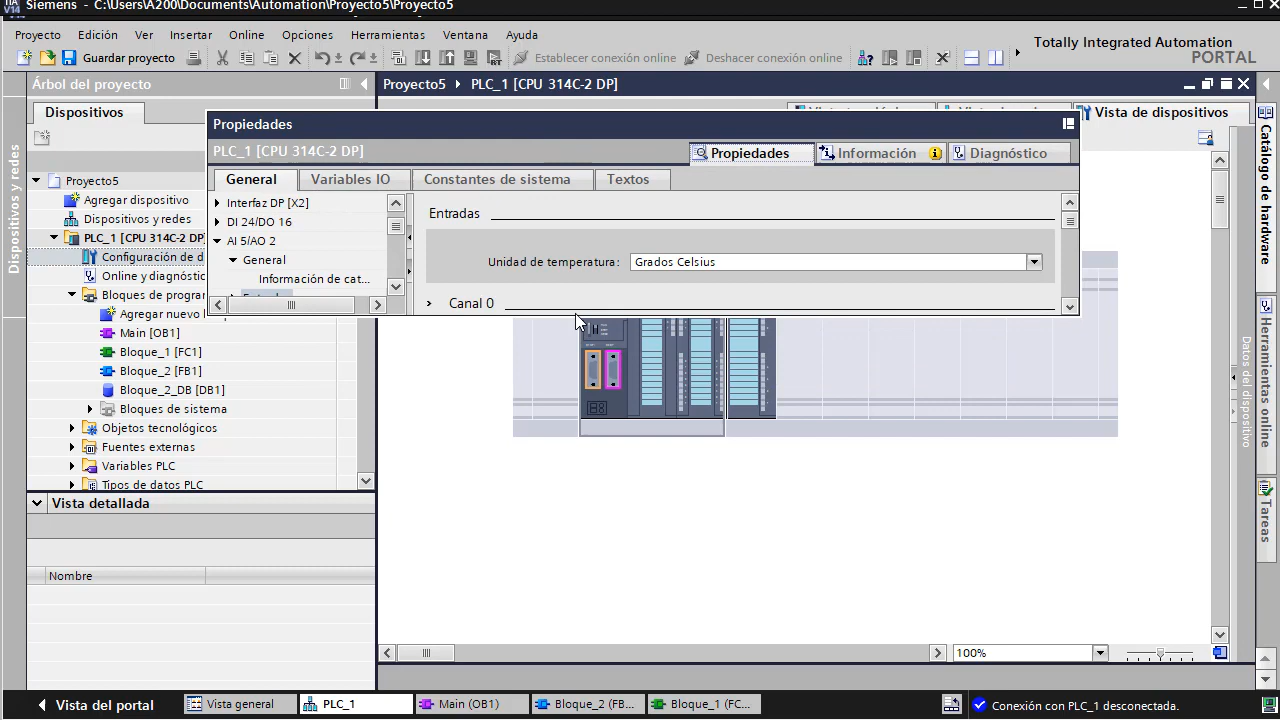 Siemens - C:\Users\A200\Documents\Automation\Proyecto5\Proyecto5
Proyecto Edición Ver Insertar Online Opciones Herramientas Ventana Ayuda
Totally Integrated Automation
PORTAL
Guardar proyecto Establecer conexión online Deshacer conexión online
Árbol del proyecto
Proyecto5 PLC_1 [CPU 314C-2 DP]
Dispositivos
Vista de dispositivos
Propiedades
PLC_1 [CPU 314C-2 DP]
Propiedades Información Diagnóstico
General Variables IO Constantes de sistema Textos
Interfaz DP [X2]
DI 24/DO 16
AI 5/AO 2
General
Información de cat...
Entradas
Unidad de temperatura: Grados Celsius
Canal 0
Dispositivos y redes
Proyecto5
Agregar dispositivo
Dispositivos y redes
PLC_1 [CPU 314C-2 DP]
Configuración de d
Online y diagnóstic
Bloques de progra
Agregar nuevo
Main [OB1]
Bloque_1 [FC1]
Bloque_2 [FB1]
Bloque_2_DB [DB1]
Bloques de sistema
Objetos tecnológicos
Fuentes externas
Variables PLC
Tipos de datos PLC
Vista detallada
Nombre
100%
Datos del dispositivo
Catálogo de hardware
Herramientas online
Tareas
Vista del portal Vista general PLC_1 Main (OB1) Bloque_2 (FB... Bloque_1 (FC...
Conexión con PLC_1 desconectada.